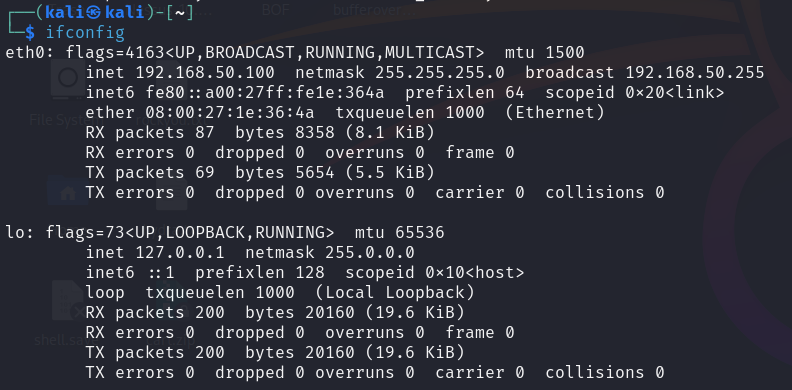 BOF bufferover
┌──(kali㉿kali)-[~]
└─$ ifconfig
eth0: flags=4163<UP,BROADCAST,RUNNING,MULTICAST>  mtu 1500
        inet 192.168.50.100  netmask 255.255.255.0  broadcast 192.168.50.255
        inet6 fe80::a00:27ff:fe1e:364a  prefixlen 64  scopeid 0×20<link>
        ether 08:00:27:1e:36:4a  txqueuelen 1000  (Ethernet)
        RX packets 87  bytes 8358 (8.1 KiB)
        RX errors 0  dropped 0  overruns 0  frame 0
        TX packets 69  bytes 5654 (5.5 KiB)
        TX errors 0  dropped 0 overruns 0  carrier 0  collisions 0
lo: flags=73<UP,LOOPBACK,RUNNING>  mtu 65536
        inet 127.0.0.1  netmask 255.0.0.0
        inet6 ::1  prefixlen 128  scopeid 0×10<host>
        loop  txqueuelen 1000  (Local Loopback)
        RX packets 200  bytes 20160 (19.6 KiB)
        RX errors 0  dropped 0  overruns 0  frame 0
        TX packets 200  bytes 20160 (19.6 KiB)
        TX errors 0  dropped 0 overruns 0  carrier 0  collisions 0
File Syst